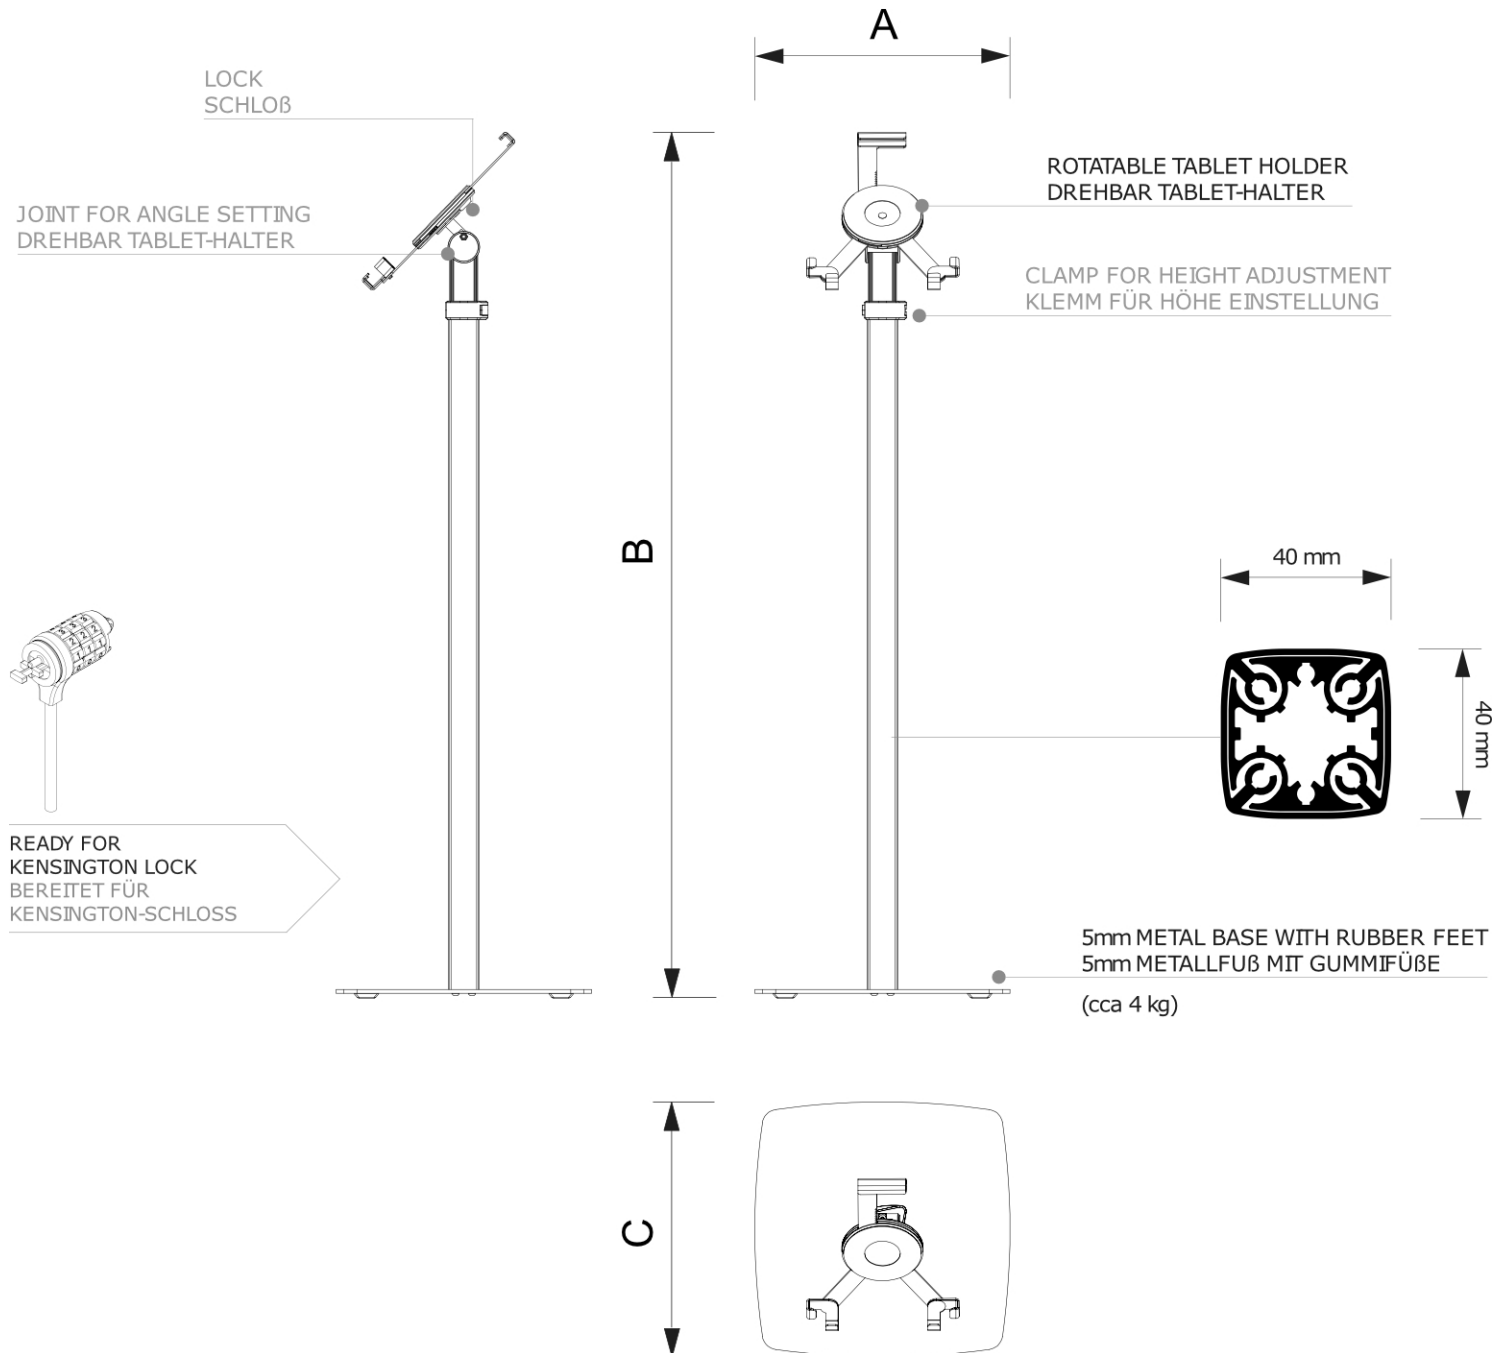 A
LOCK
SCHLOß
ROTATABLE TABLET HOLDER
DREHBAR TABLET-HALTER
JOINT FOR ANGLE SETTING
DREHBAR TABLET-HALTER
CLAMP FOR HEIGHT ADJUSTMENT
KLEMM FÜR HÖHE EINSTELLUNG
B
40 mm
40 mm
READY FOR
KENSINGTON LOCK
BEREITET FÜR
KENSINGTON-SCHLOSS
5mm METAL BASE WITH RUBBER FEET
5mm METALLFUß MIT GUMMIFÜßE
(cca 4 kg)
C